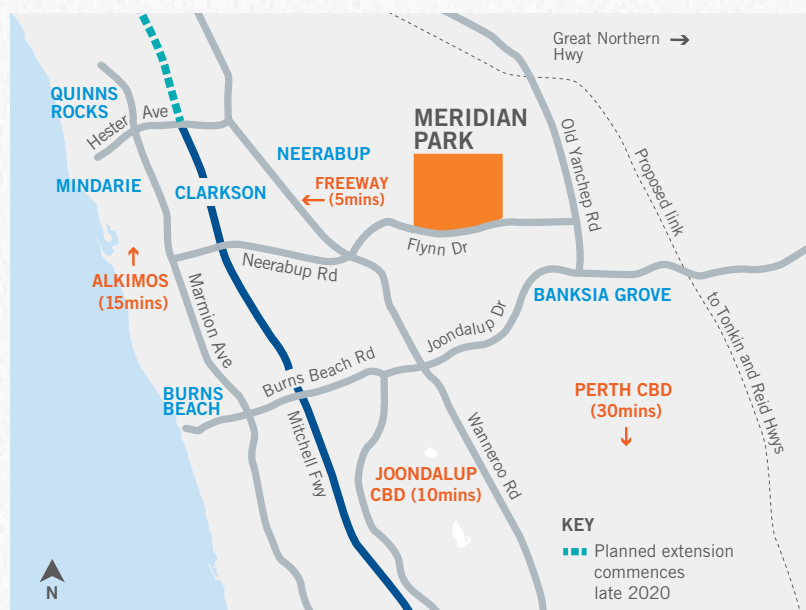 Great Northern
Hwy →
QUINNS
ROCKS
Hester Ave
MERIDIAN
PARK
NEERABUP
Old Yanchep Rd
Proposed link
MINDARIE
CLARKSON
FREEWAY
← (5mins)
Flynn Dr
↑
ALKIMOS
(15mins)
Neerabup Rd
Marmion Ave
BANKSIA GROVE
to Tonkin and Reid Hwys
Joondalup Dr
Burns Beach Rd
BURNS
BEACH
Mitchell Fwy
PERTH CBD
(30mins)
↓
Wanneroo Rd
JOONDALUP
CBD (10mins)
KEY
Planned extension
commences
late 2020
N